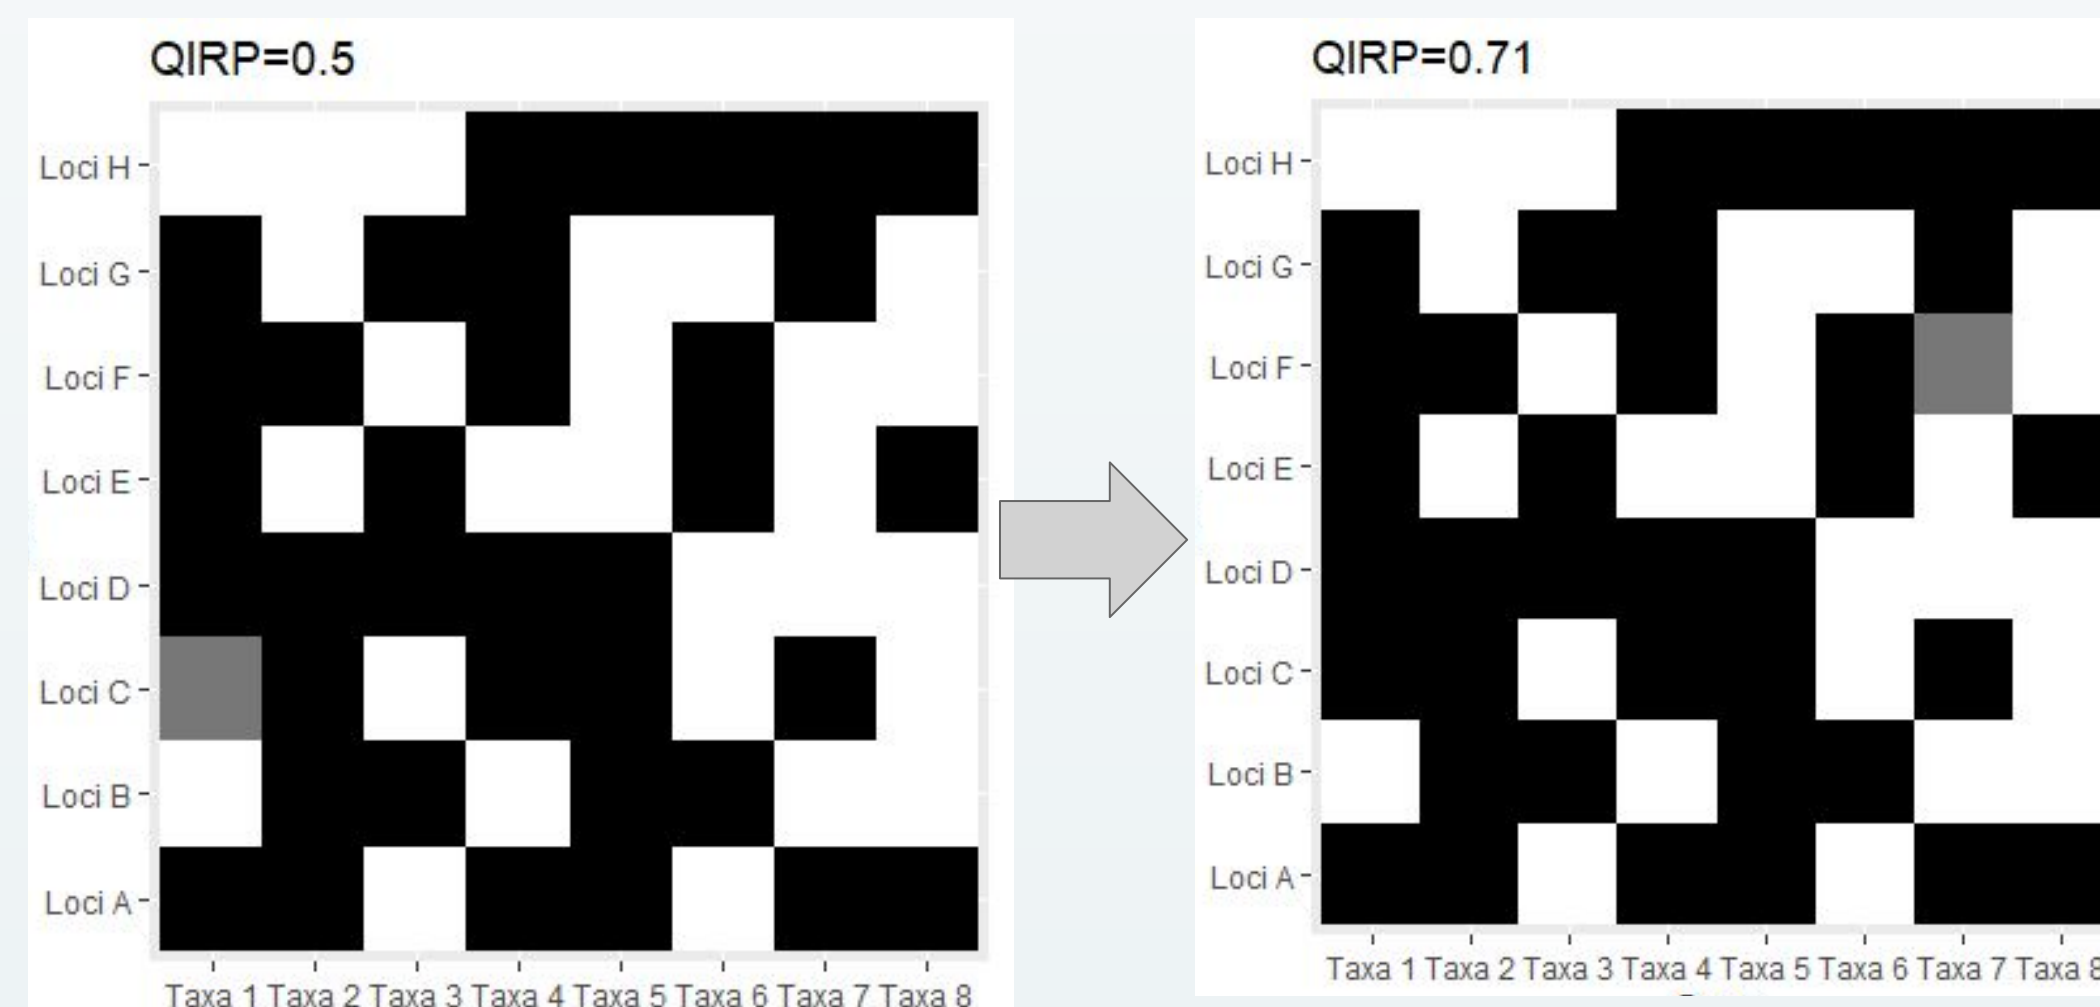 QIRP=0.5
Loci H
Loci G
Loci F
Loci E
Loci D
Loci C
Loci B
Loci A
Taxa 1 Taxa 2 Taxa 3 Taxa 4 Taxa 5 Taxa 6 Taxa 7 Taxa 8
QIRP=0.71
Loci H
Loci G
Loci F
Loci E
Loci D
Loci C
Loci B
Loci A
Taxa 1 Taxa 2 Taxa 3 Taxa 4 Taxa 5 Taxa 6 Taxa 7 Taxa 8